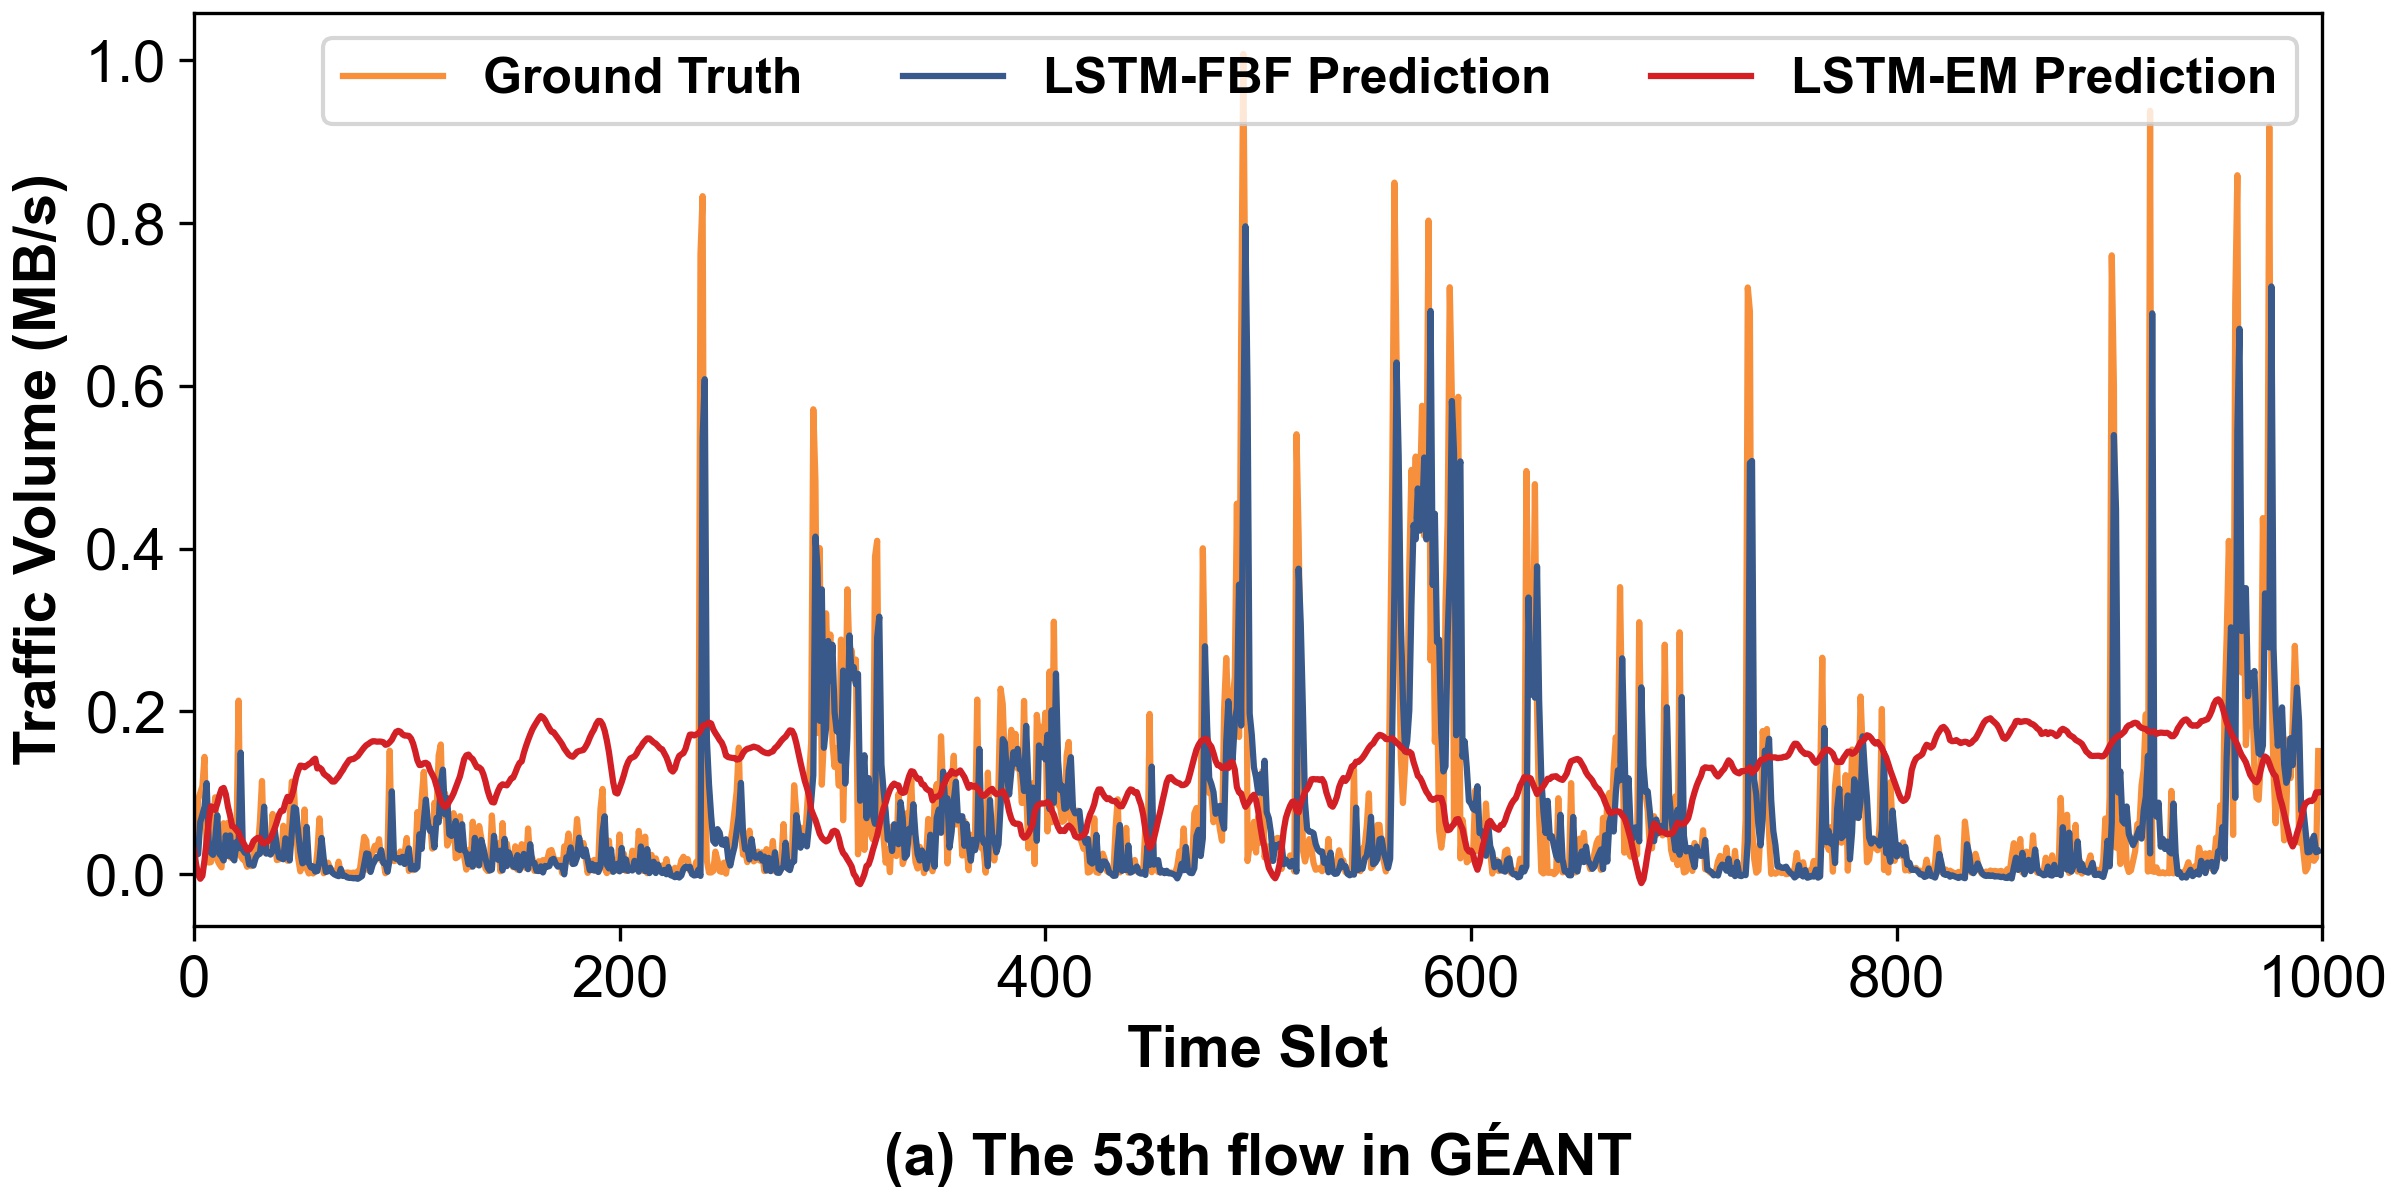 Ground Truth LSTM-FBF Prediction LSTM-EM Prediction
Traffic Volume (MB/s)
1.0
0.8
0.6
0.4
0.2
0.0
0 200 400 600 800 1000
Time Slot
(a) The 53th flow in GÉANT